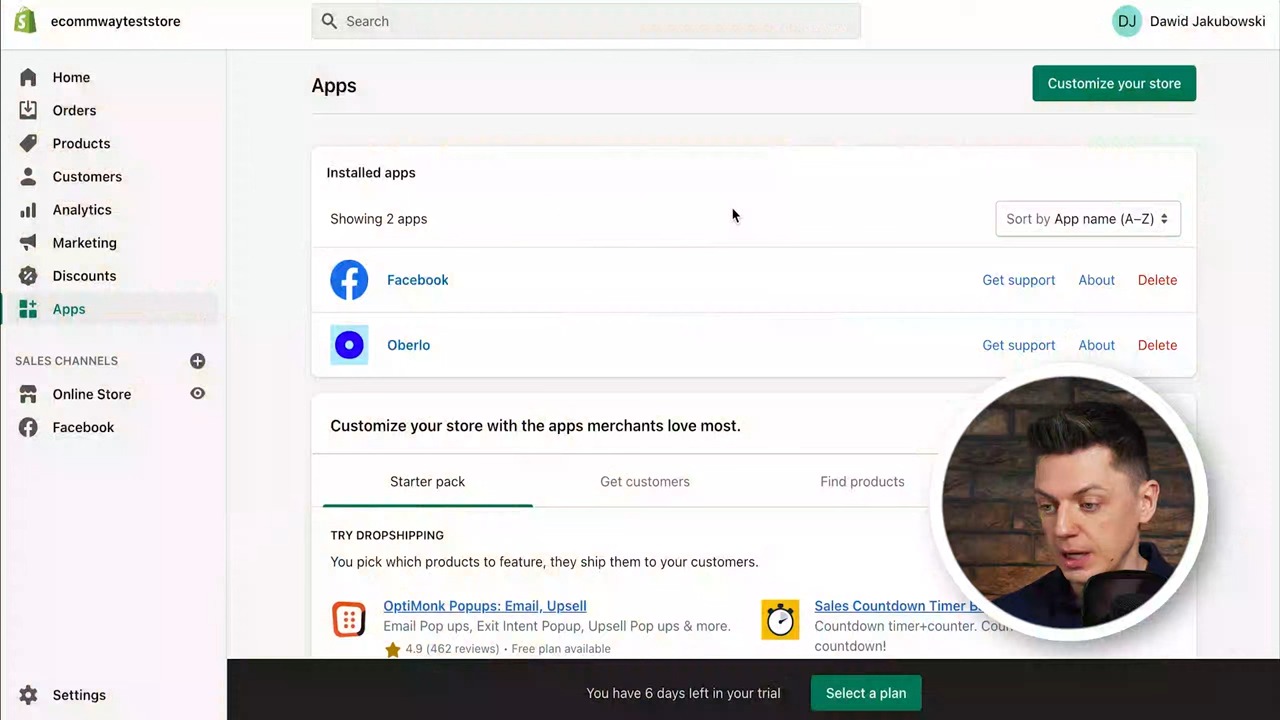 ecommwayteststore
Search
DJ
Dawid Jakubowski
Home
Orders
Products
Customers
Analytics
Marketing
Discounts
Apps
SALES CHANNELS
Online Store
Facebook
Settings
Apps
Customize your store
Installed apps
Showing 2 apps
Sort by App name (A–Z)
Facebook
Get support
About
Delete
Oberlo
Get support
About
Delete
Customize your store with the apps merchants love most.
Starter pack
Get customers
Find products
TRY DROPSHIPPING
You pick which products to feature, they ship them to your customers.
OptiMonk Popups: Email, Upsell
Email Pop ups, Exit Intent Popup, Upsell Pop ups & more.
4.9 (462 reviews) • Free plan available
Sales Countdown Timer
Countdown timer+counter.
countdown!
You have 6 days left in your trial
Select a plan